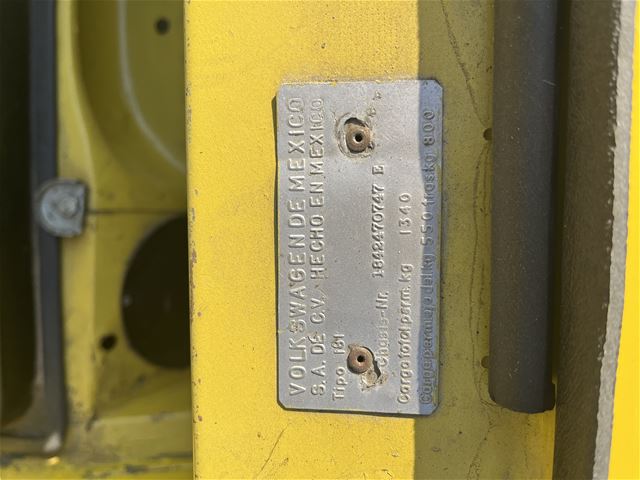 VOLKSWAGEN DE MEXICO
S.A. DE C.V. HECHO EN MEXICO
Tipo 181
Chasis-Nr. 1842470747 E
Carga total perm. kg 1340
Carga perm. eje del kg 550 tras kg 800